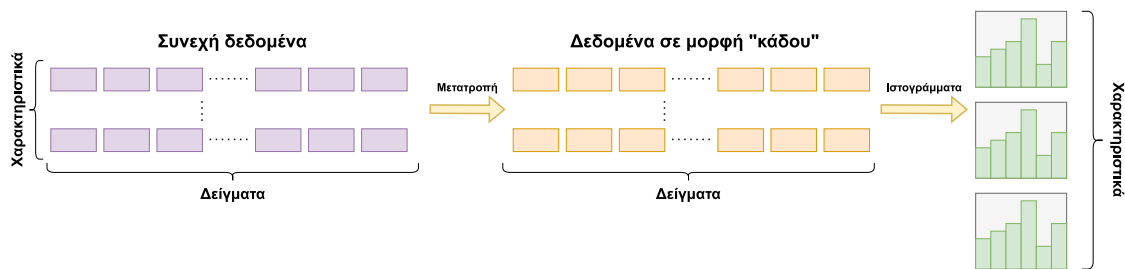 Συνεχή δεδομένα
Χαρακτηριστικά
Δείγματα
Μετατροπή
Δεδομένα σε μορφή "κάδου"
Δείγματα
Ιστογράμματα
Χαρακτηριστικά